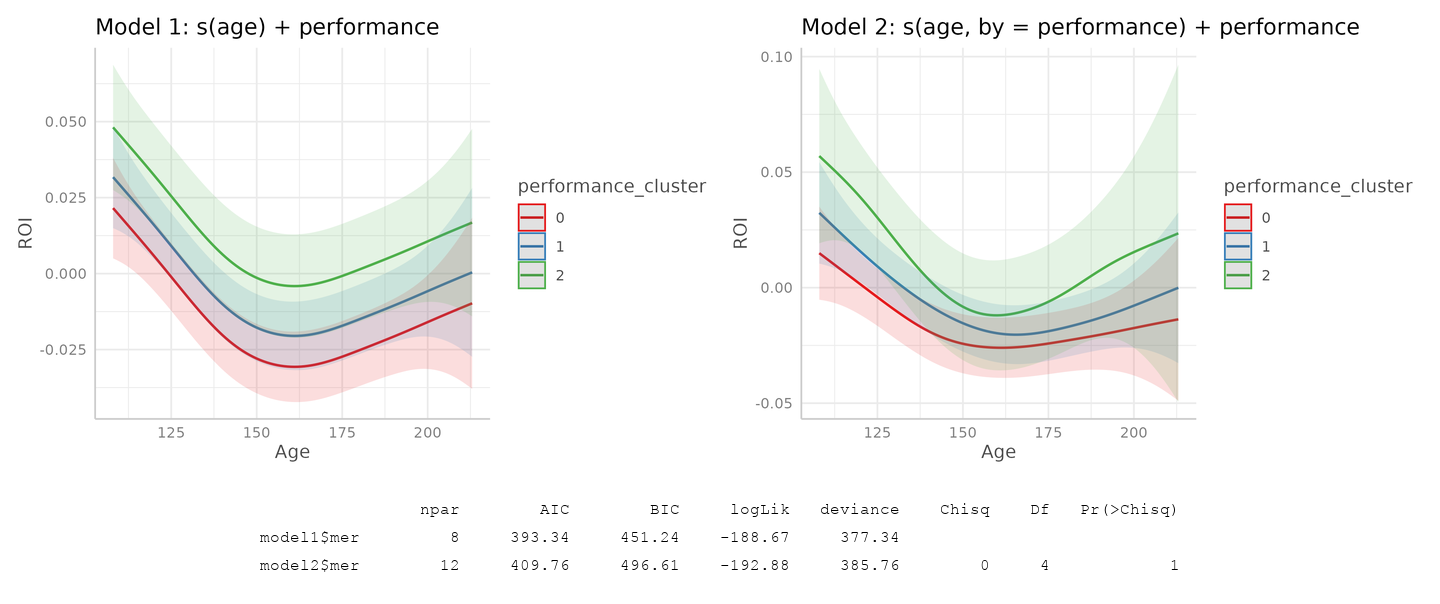 Model 1: s(age) + performance
0.050
0.025
0.000
-0.025
ROI
125 150 175 200
Age
performance_cluster
0
1
2
Model 2: s(age, by = performance) + performance
0.10
0.05
0.00
-0.05
ROI
125 150 175 200
Age
performance_cluster
0
1
2
npar AIC BIC logLik deviance Chisq Df Pr(>Chisq)
model1$mer 8 393.34 451.24 -188.67 377.34
model2$mer 12 409.76 496.61 -192.88 385.76 0 4 1